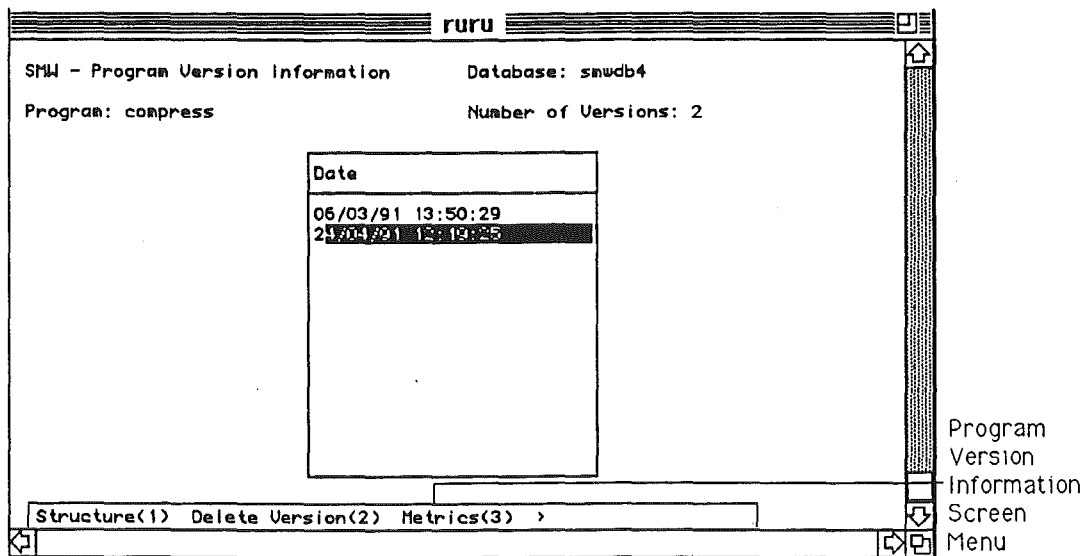 ruru
SMW - Program Version Information Database: smwdb4
Program: compress Number of Versions: 2
Date
06/03/91 13:50:29
24/04/91 12:19:25
Structure(1) Delete Version(2) Metrics(3) >
Program
Version
Information
Screen
Menu